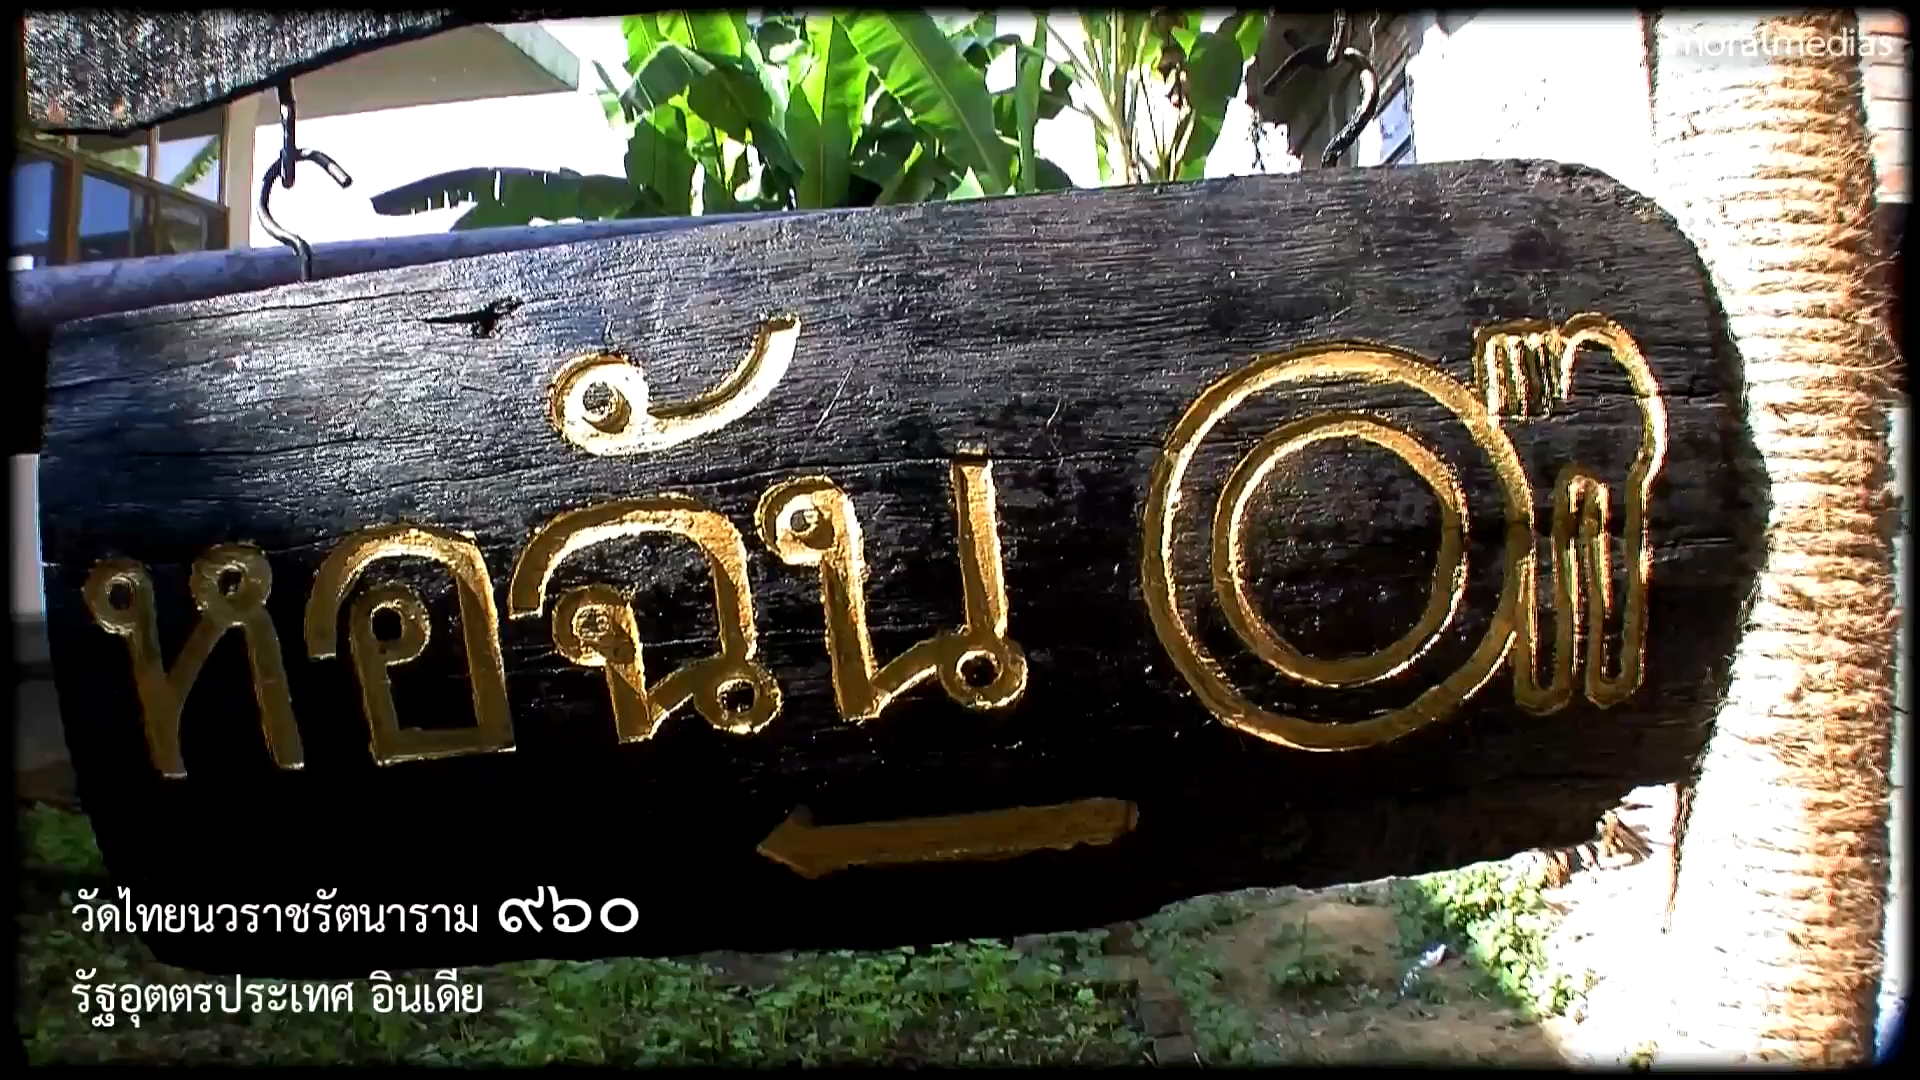 moralmedias
หอฉัน
วัดไทยนวราชรัตนาราม ๙๖๐
รัฐอุตตรประเทศ อินเดีย